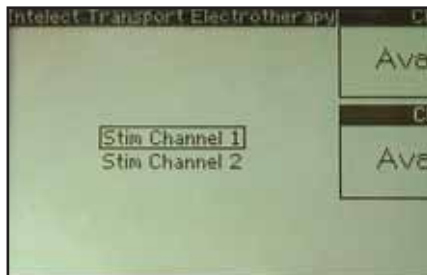 Intelect Transport Electrotherapy
C
Ava
Stim Channel 1
Stim Channel 2
C
Ava